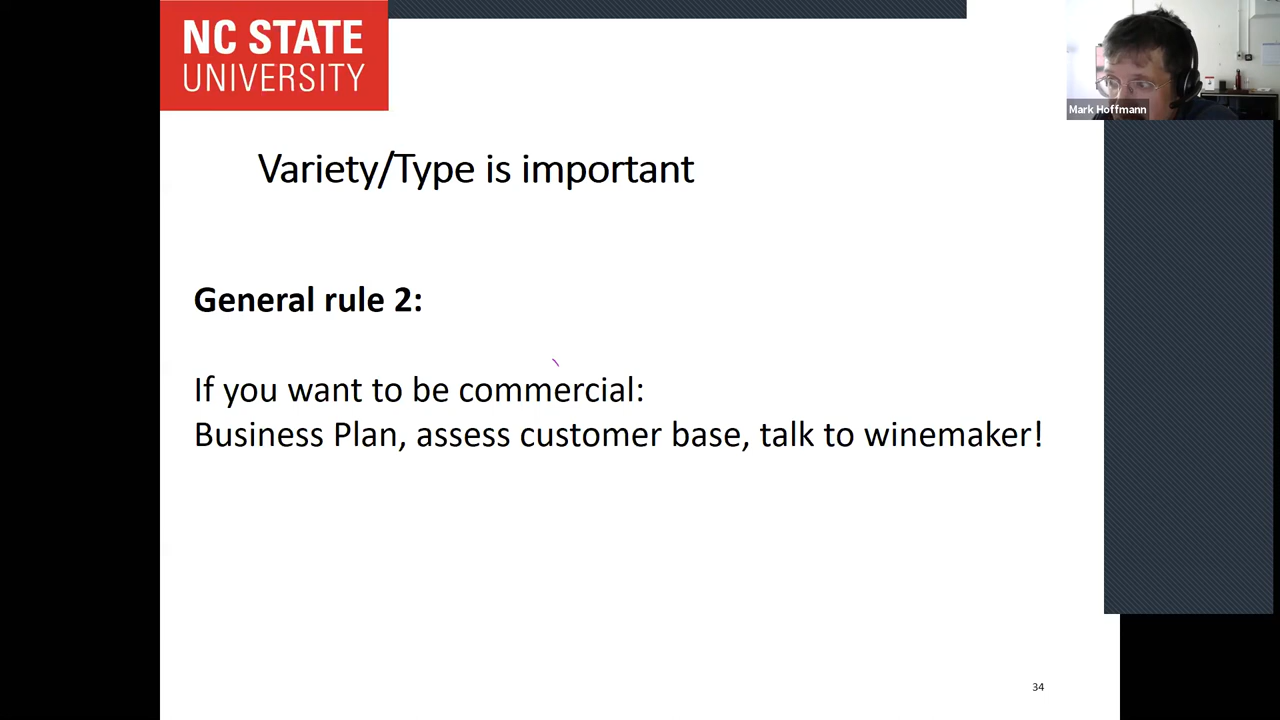 NC STATE
UNIVERSITY
Mark Hoffmann
Variety/Type is important
General rule 2:
If you want to be commercial:
Business Plan, assess customer base, talk to winemaker!
34